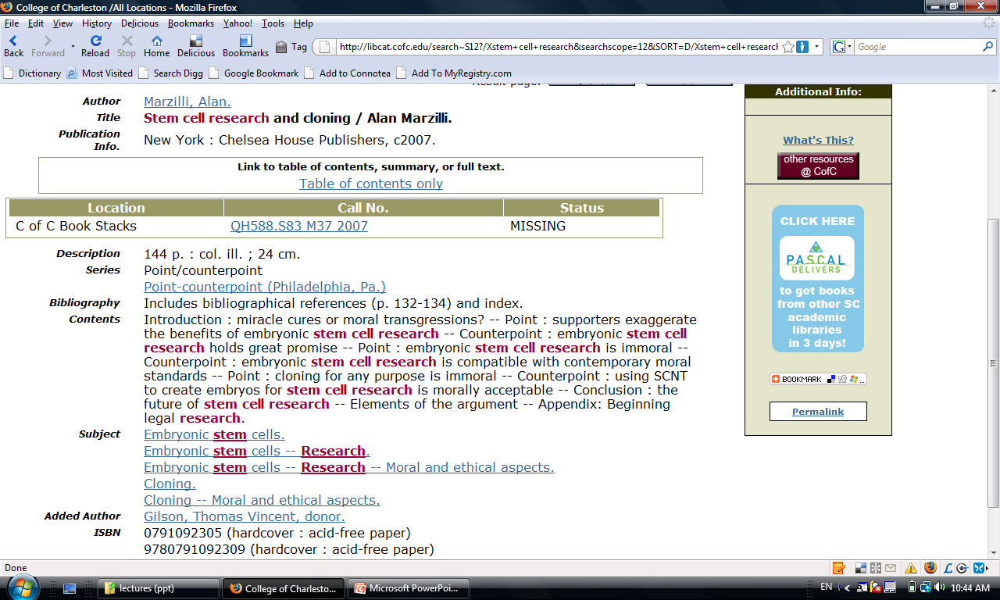 College of Charleston /All Locations - Mozilla Firefox
File Edit View History Delicious Bookmarks Yahoo! Tools Help
Back Forward Reload Stop Home Delicious Bookmarks Tag http://libcat.cofc.edu/search~S12?/Xstem+cell+research&searchscope=12&SORT=D/Xstem+cell+research Google
Dictionary Most Visited Search Digg Google Bookmark Add to Connotea Add To MyRegistry.com
Result page:
Author Marzilli, Alan.
Title Stem cell research and cloning / Alan Marzilli.
Publication Info. New York : Chelsea House Publishers, c2007.
Link to table of contents, summary, or full text.
Table of contents only
Location Call No. Status
C of C Book Stacks QH588.S83 M37 2007 MISSING
Description 144 p. : col. ill. ; 24 cm.
Series Point/counterpoint
Point-counterpoint (Philadelphia, Pa.)
Bibliography Includes bibliographical references (p. 132-134) and index.
Contents Introduction : miracle cures or moral transgressions? -- Point : supporters exaggerate
the benefits of embryonic stem cell research -- Counterpoint : embryonic stem cell
research holds great promise -- Point : embryonic stem cell research is immoral --
Counterpoint : embryonic stem cell research is compatible with contemporary moral
standards -- Point : cloning for any purpose is immoral -- Counterpoint : using SCNT
to create embryos for stem cell research is morally acceptable -- Conclusion : the
future of stem cell research -- Elements of the argument -- Appendix: Beginning
legal research.
Subject Embryonic stem cells.
Embryonic stem cells -- Research.
Embryonic stem cells -- Research -- Moral and ethical aspects.
Cloning.
Cloning -- Moral and ethical aspects.
Added Author Gilson, Thomas Vincent, donor.
ISBN 0791092305 (hardcover : acid-free paper)
9780791092309 (hardcover : acid-free paper)
Additional Info:
What's This?
other resources
@ CofC
CLICK HERE
PASCAL
DELIVERS
to get books
from other SC
academic
libraries
in 3 days!
BOOKMARK
Permalink
Done
lectures (ppt) College of Charlesto... Microsoft PowerPoi... EN 10:44 AM